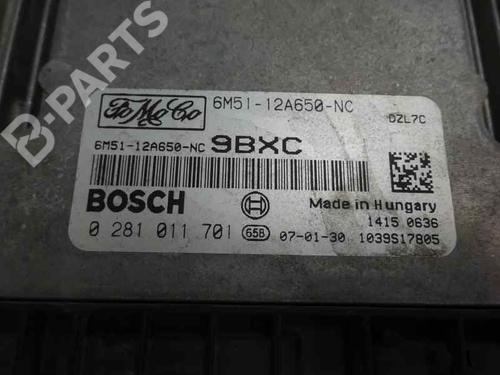 B-PARTS
FoMoCo 6M51-12A650-NC DZL7C
6M51-12A650-NC 9BXC
BOSCH Made in Hungary
1415 0636
0 281 011 701 65B 07-01-30 1039S17805